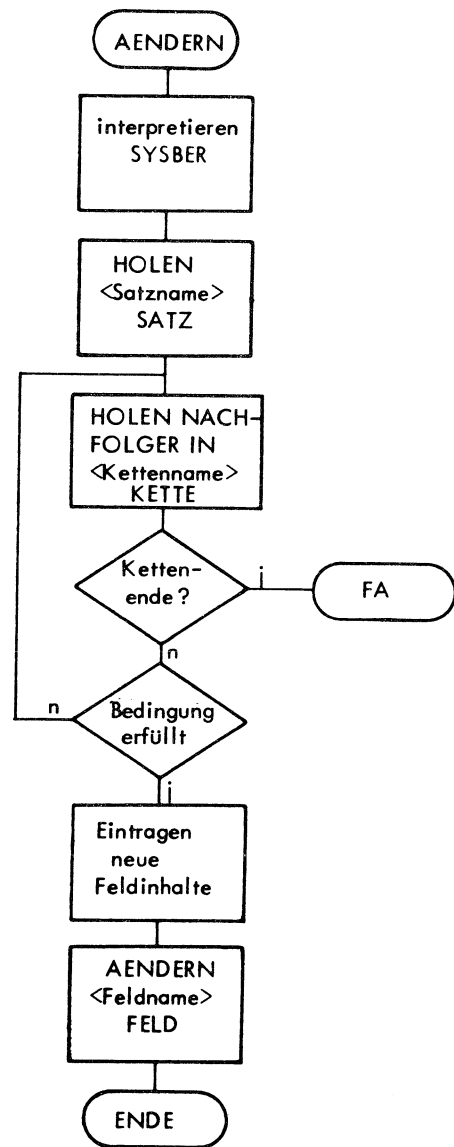 AENDERN
interpretieren
SYSBER
HOLEN
<Satzname>
SATZ
HOLEN NACH-
FOLGER IN
<Kettenname>
KETTE
Ketten-
ende?
j
FA
n
n
Bedingung
erfüllt
j
Eintragen
neue
Feldinhalte
AENDERN
<Feldname>
FELD
ENDE